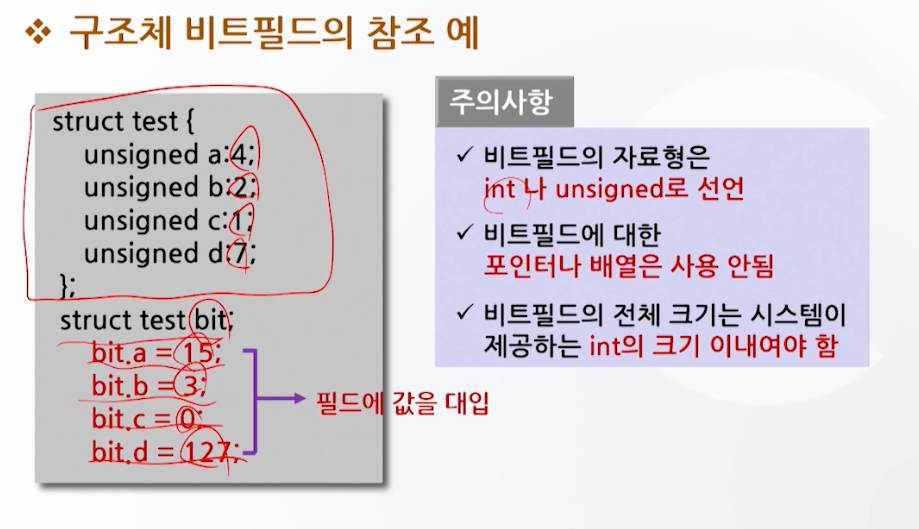 ❖ 구조체 비트필드의 참조 예
struct test {
unsigned a:4;
unsigned b:2;
unsigned c:1;
unsigned d:7;
};
struct test bit;
bit.a = 15;
bit.b = 3;
bit.c = 0;
bit.d = 127;
필드에 값을 대입
주의사항
✓ 비트필드의 자료형은
int 나 unsigned로 선언
✓ 비트필드에 대한
포인터나 배열은 사용 안됨
✓ 비트필드의 전체 크기는 시스템이
제공하는 int의 크기 이내여야 함